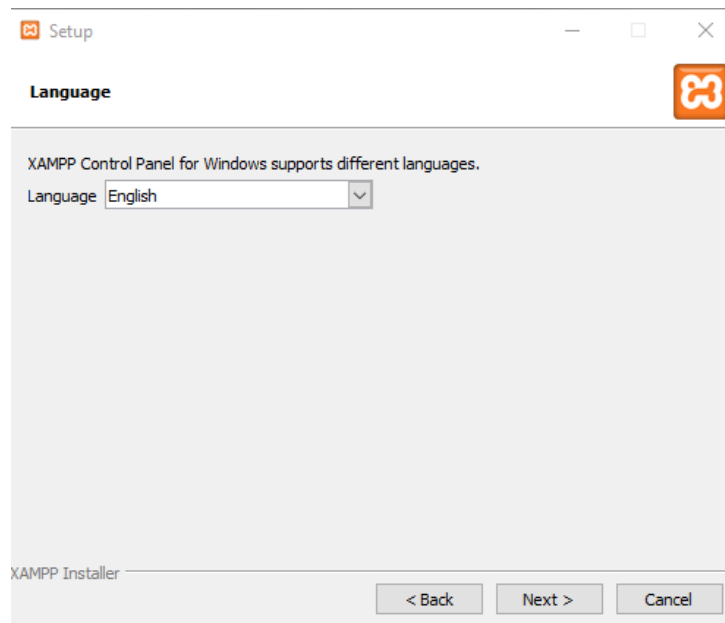 Setup
Language
XAMPP Control Panel for Windows supports different languages.
Language English
XAMPP Installer
< Back Next > Cancel